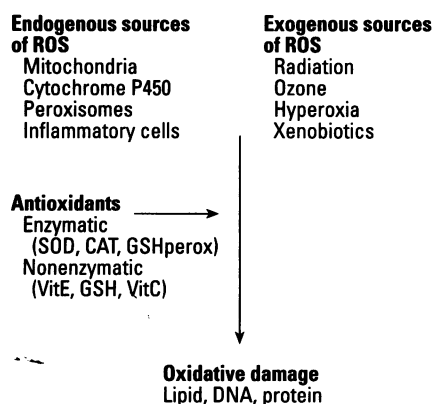 Endogenous sources
of ROS
Mitochondria
Cytochrome P450
Peroxisomes
Inflammatory cells
Exogenous sources
of ROS
Radiation
Ozone
Hyperoxia
Xenobiotics
Antioxidants
Enzymatic
(SOD, CAT, GSHperox)
Nonenzymatic
(VitE, GSH, VitC)
Oxidative damage
Lipid, DNA, protein